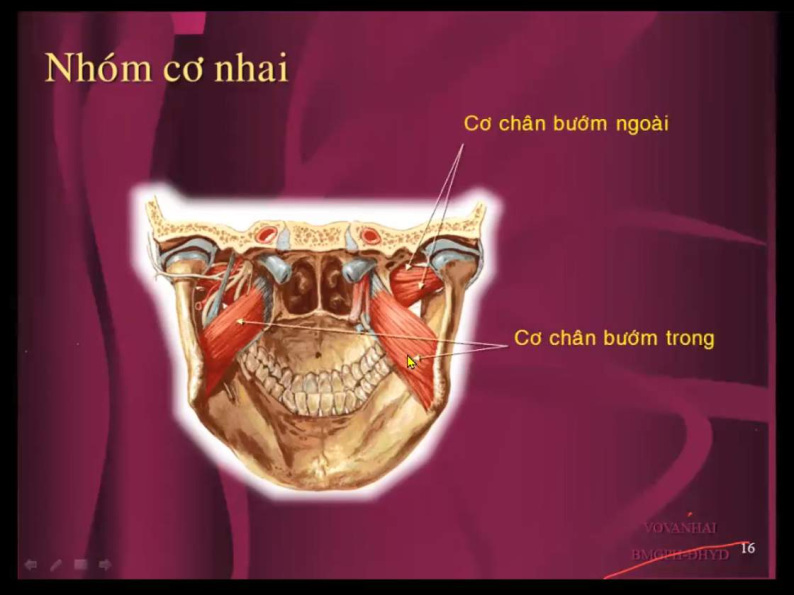 Nhóm cơ nhai
Cơ chân bướm ngoài
Cơ chân bướm trong
VOVANHAI
BMGPH-ĐHYD
16